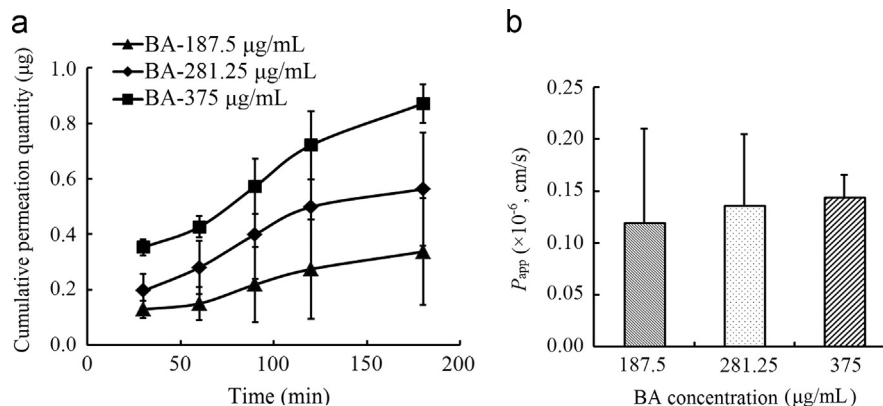 a
BA-187.5 µg/mL
BA-281.25 µg/mL
BA-375 µg/mL
Cumulative permeation quantity (µg)
1.0
0.8
0.6
0.4
0.2
0.0
0 50 100 150 200
Time (min)
b
Papp (×10-6, cm/s)
0.25
0.20
0.15
0.10
0.05
0.00
187.5 281.25 375
BA concentration (µg/mL)